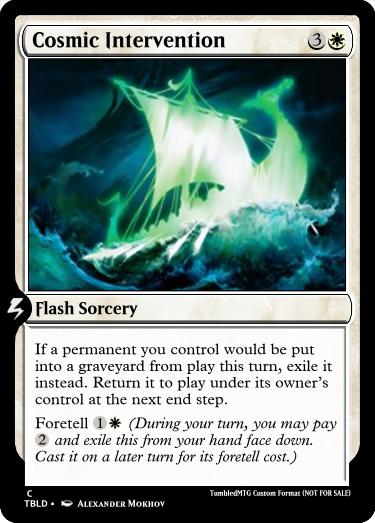 Cosmic Intervention 3
Flash Sorcery
If a permanent you control would be put
into a graveyard from play this turn, exile it
instead. Return it to play under its owner's
control at the next end step.
Foretell 1 (During your turn, you may pay
2 and exile this from your hand face down.
Cast it on a later turn for its foretell cost.)
C
TBLD • Alexander Mokhov
TumbledMTG Custom Format (NOT FOR SALE)